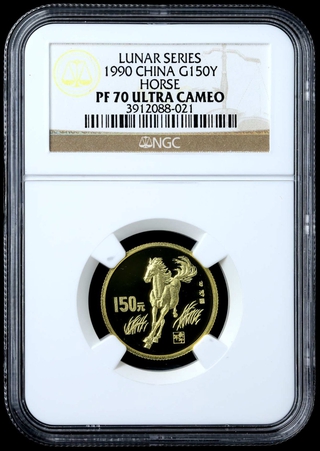 LUNAR SERIES
1990 CHINA G150Y
HORSE
PF 70 ULTRA CAMEO
3912088-021
NGC
150元